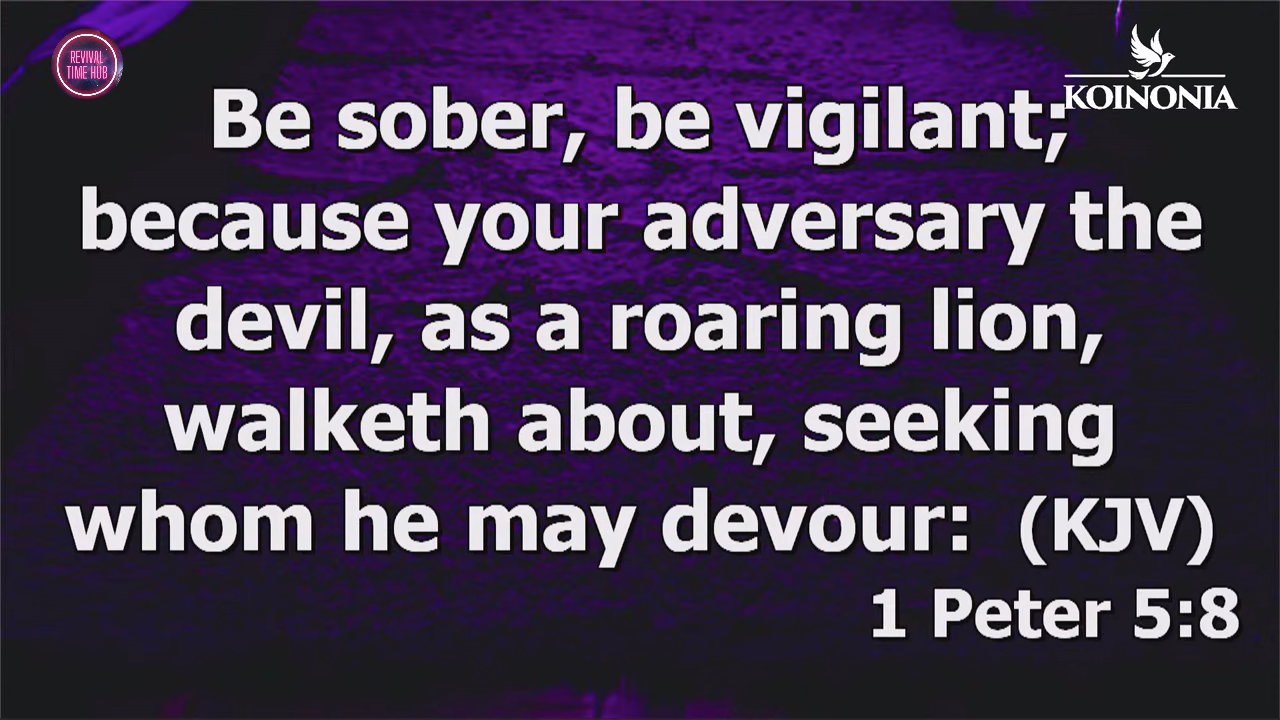 REVIVAL
TIME HUB
KOINONIA
Be sober, be vigilant;
because your adversary the
devil, as a roaring lion,
walketh about, seeking
whom he may devour: (KJV)
1 Peter 5:8